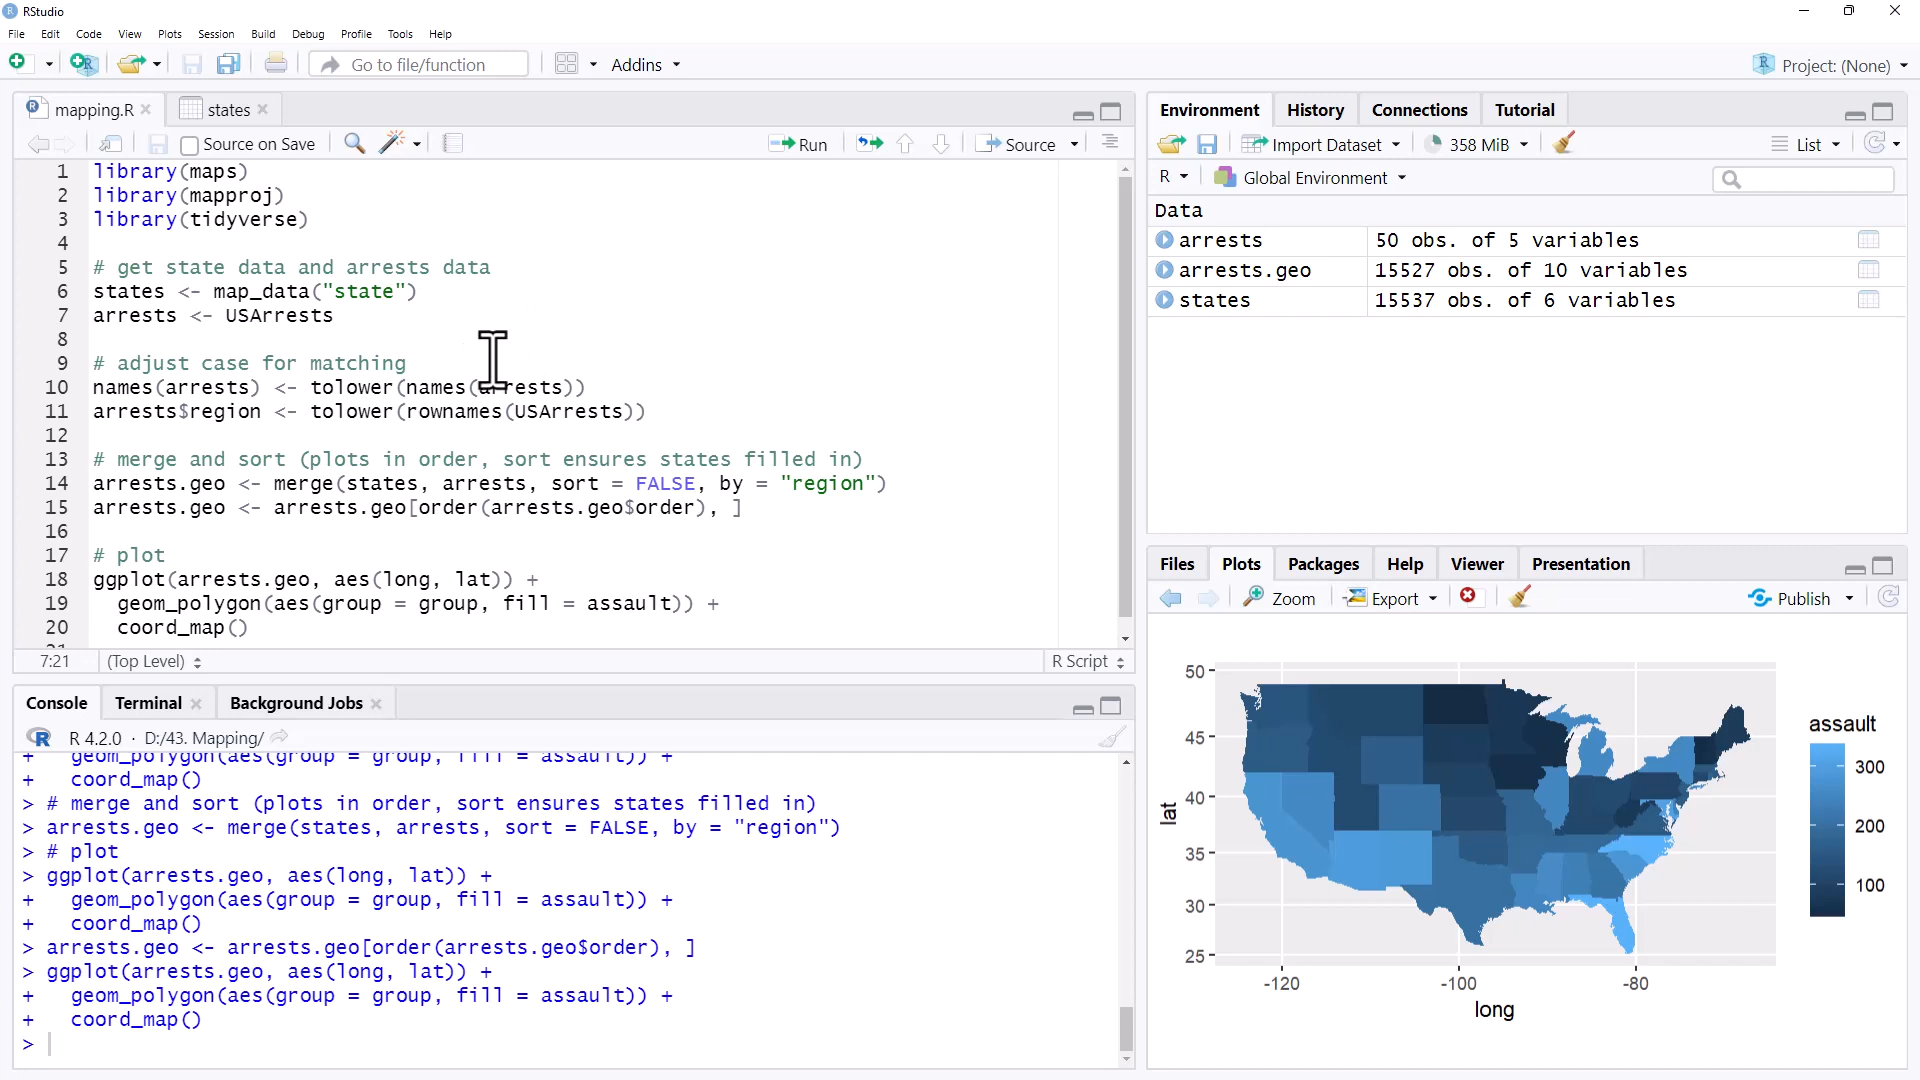 RStudio
File Edit Code View Plots Session Build Debug Profile Tools Help
Go to file/function Addins Project: (None)
mapping.R states
Source on Save Run Source
1 library(maps)
2 library(mapproj)
3 library(tidyverse)
4
5 # get state data and arrests data
6 states <- map_data("state")
7 arrests <- USArrests
8
9 # adjust case for matching
10 names(arrests) <- tolower(names(arrests))
11 arrests$region <- tolower(rownames(USArrests))
12
13 # merge and sort (plots in order, sort ensures states filled in)
14 arrests.geo <- merge(states, arrests, sort = FALSE, by = "region")
15 arrests.geo <- arrests.geo[order(arrests.geo$order), ]
16
17 # plot
18 ggplot(arrests.geo, aes(long, lat)) +
19 geom_polygon(aes(group = group, fill = assault)) +
20 coord_map()
21
7:21 (Top Level) R Script
Console Terminal Background Jobs
R 4.2.0 · D:/43. Mapping/
+ geom_polygon(aes(group = group, fill = assault)) +
+ coord_map()
> # merge and sort (plots in order, sort ensures states filled in)
> arrests.geo <- merge(states, arrests, sort = FALSE, by = "region")
> # plot
> ggplot(arrests.geo, aes(long, lat)) +
+ geom_polygon(aes(group = group, fill = assault)) +
+ coord_map()
> arrests.geo <- arrests.geo[order(arrests.geo$order), ]
> ggplot(arrests.geo, aes(long, lat)) +
+ geom_polygon(aes(group = group, fill = assault)) +
+ coord_map()
>
Environment History Connections Tutorial
Import Dataset 358 MiB List
R Global Environment
Data
arrests 50 obs. of 5 variables
arrests.geo 15527 obs. of 10 variables
states 15537 obs. of 6 variables
Files Plots Packages Help Viewer Presentation
Zoom Export Publish
50
45
40
35
30
25
lat
-120 -100 -80
long
assault
300
200
100